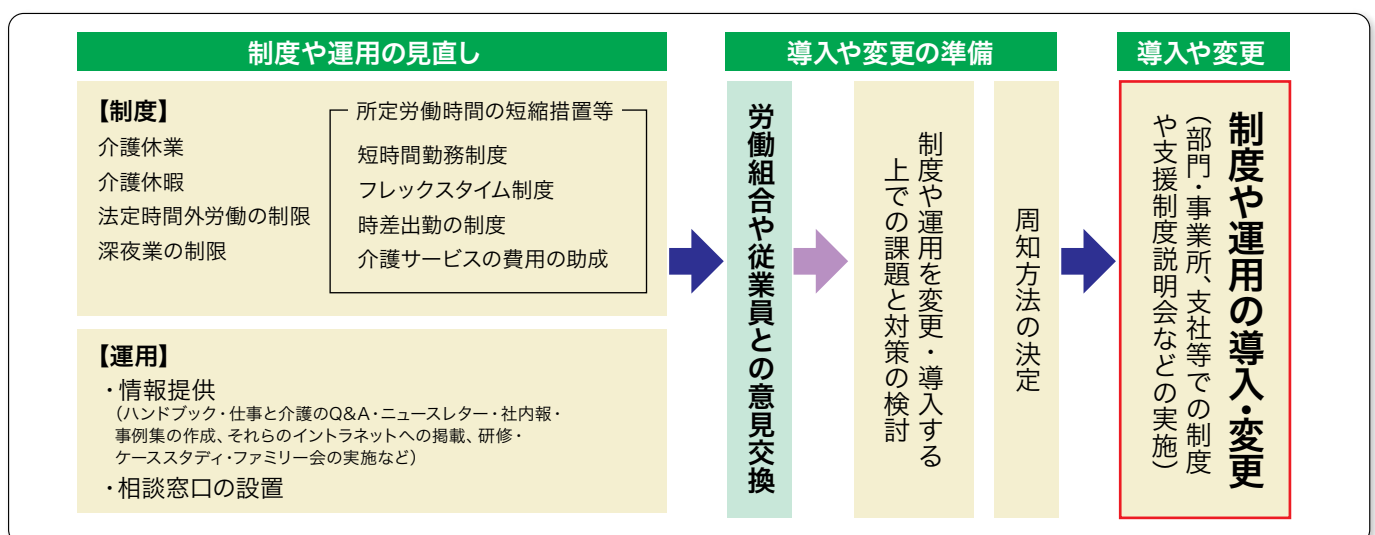 制度や運用の見直し
【制度】
介護休業
介護休暇
法定時間外労働の制限
深夜業の制限
所定労働時間の短縮措置等
短時間勤務制度
フレックスタイム制度
時差出勤の制度
介護サービスの費用の助成
【運用】
・情報提供
(ハンドブック・仕事と介護のQ&A・ニュースレター・社内報・
事例集の作成、それらのイントラネットへの掲載、研修・
ケーススタディ・ファミリー会の実施など)
・相談窓口の設置
導入や変更の準備
労働組合や従業員との意見交換
制度や運用を変更・導入する
上での課題と対策の検討
周知方法の決定
導入や変更
制度や運用の導入・変更
(部門・事業所、支社等での制度
や支援制度説明会などの実施)